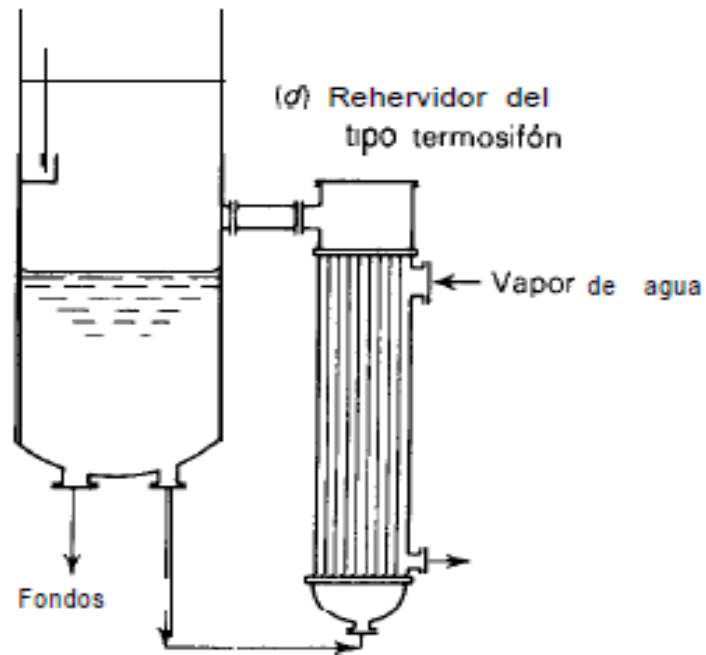 (d) Rehervidor del
tipo termosifón
Vapor de agua
Fondos